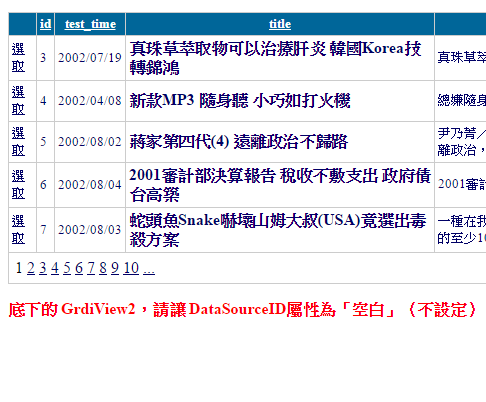 id test_time title
選取 3 2002/07/19 真珠草萃取物可以治療肝炎 韓國Korea技轉錦鴻 真珠草萃
選取 4 2002/04/08 新款MP3 隨身聽 小巧如打火機 總嫌隨身
選取 5 2002/08/02 蔣家第四代(4) 遠離政治不歸路 尹乃菁／ 離政治，
選取 6 2002/08/04 2001審計部決算報告 稅收不敷支出 政府債台高築 2001審計
選取 7 2002/08/03 蛇頭魚Snake嚇壞山姆大叔(USA)竟選出毒殺方案 一種在我 的至少10
1 2 3 4 5 6 7 8 9 10 ...
底下的 GrdiView2，請讓 DataSourceID屬性為「空白」（不設定）